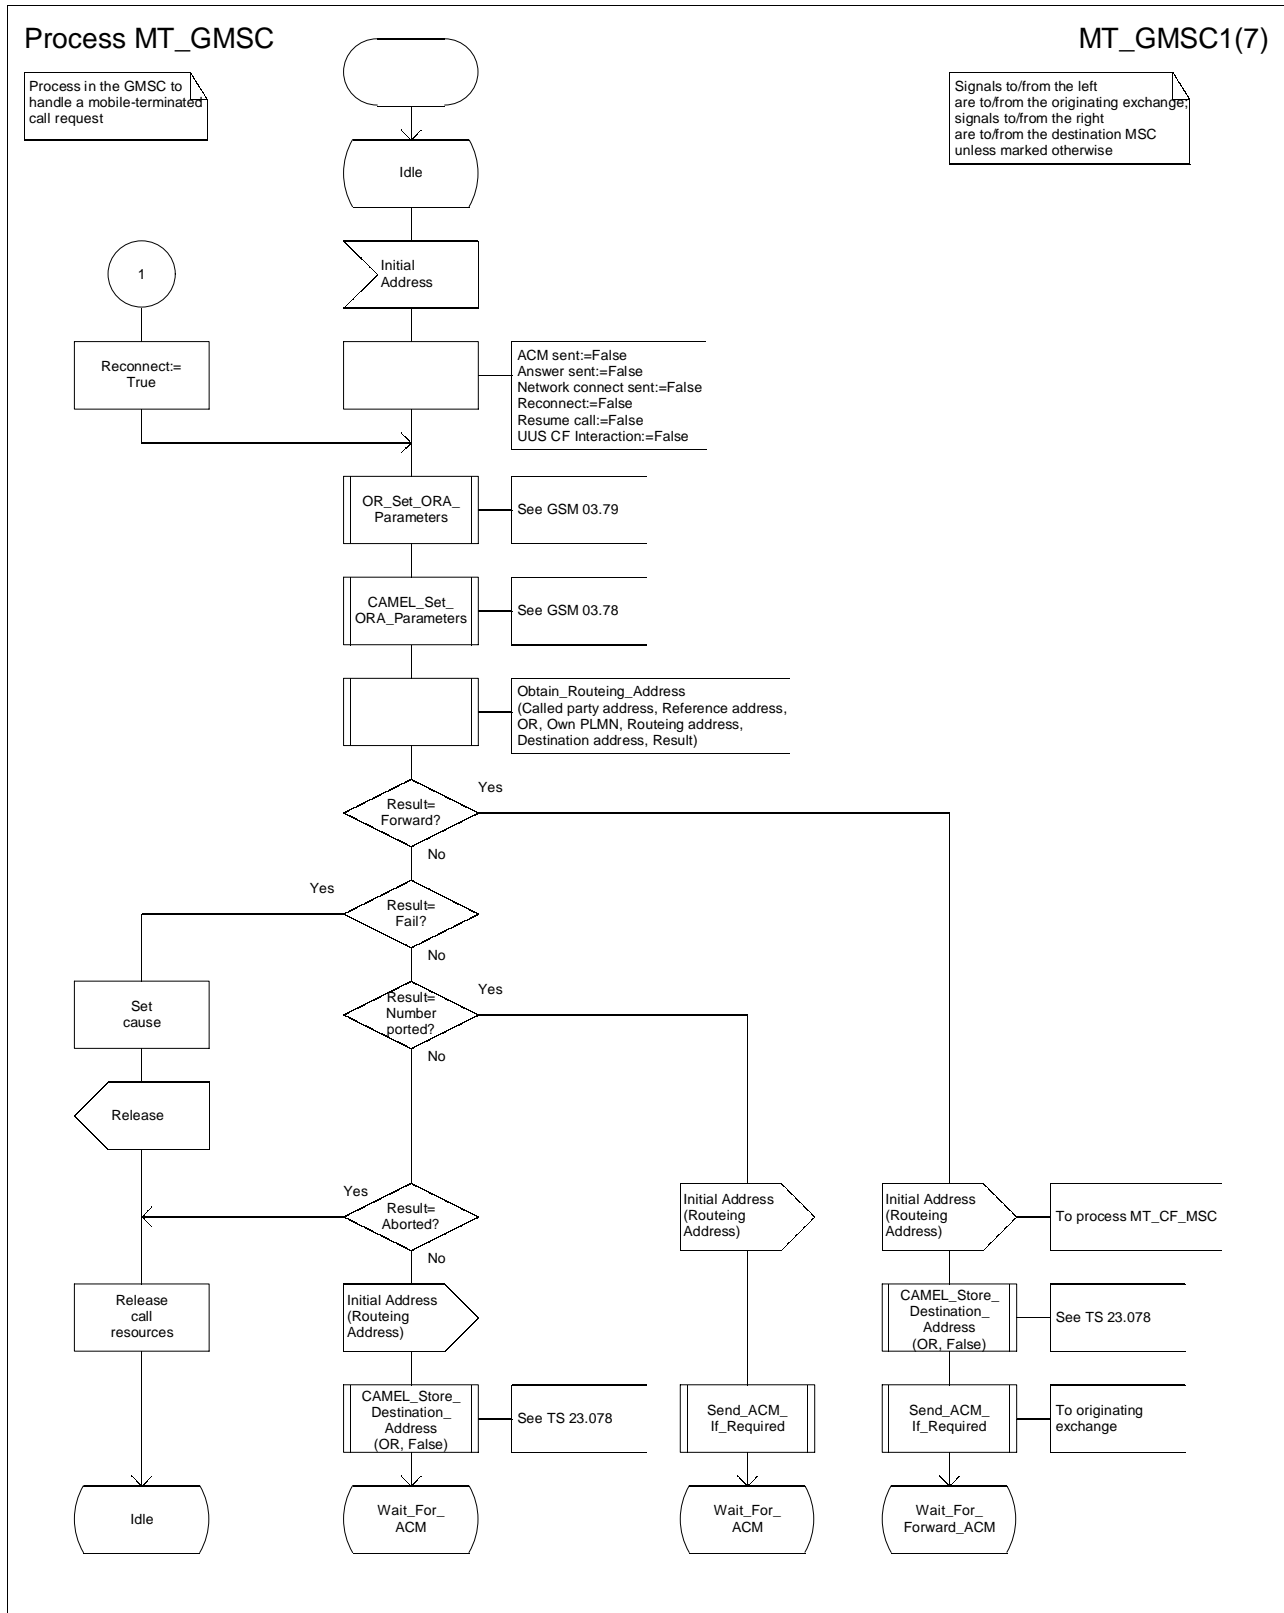 Process MT_GMSC
MT_GMSC1(7)
Process in the GMSC to
handle a mobile-terminated
call request
Signals to/from the left
are to/from the originating exchange;
signals to/from the right
are to/from the destination MSC
unless marked otherwise
Idle
Initial
Address
1
Reconnect:=
True
ACM sent:=False
Answer sent:=False
Network connect sent:=False
Reconnect:=False
Resume call:=False
UUS CF Interaction:=False
OR_Set_ORA_
Parameters
See GSM 03.79
CAMEL_Set_
ORA_Parameters
See GSM 03.78
Obtain_Routeing_Address
(Called party address, Reference address,
OR, Own PLMN, Routeing address,
Destination address, Result)
Result=
Forward?
Yes
No
Yes
Result=
Fail?
No
Set
cause
Result=
Number
ported?
Yes
No
Release
Yes
Result=
Aborted?
No
Initial Address
(Routeing
Address)
Initial Address
(Routeing
Address)
To process MT_CF_MSC
Release
call
resources
Initial Address
(Routeing
Address)
CAMEL_Store_
Destination_
Address
(OR, False)
See TS 23.078
CAMEL_Store_
Destination_
Address
(OR, False)
See TS 23.078
Send_ACM_
If_Required
Send_ACM_
If_Required
To originating
exchange
Idle
Wait_For_
ACM
Wait_For_
ACM
Wait_For_
Forward_ACM